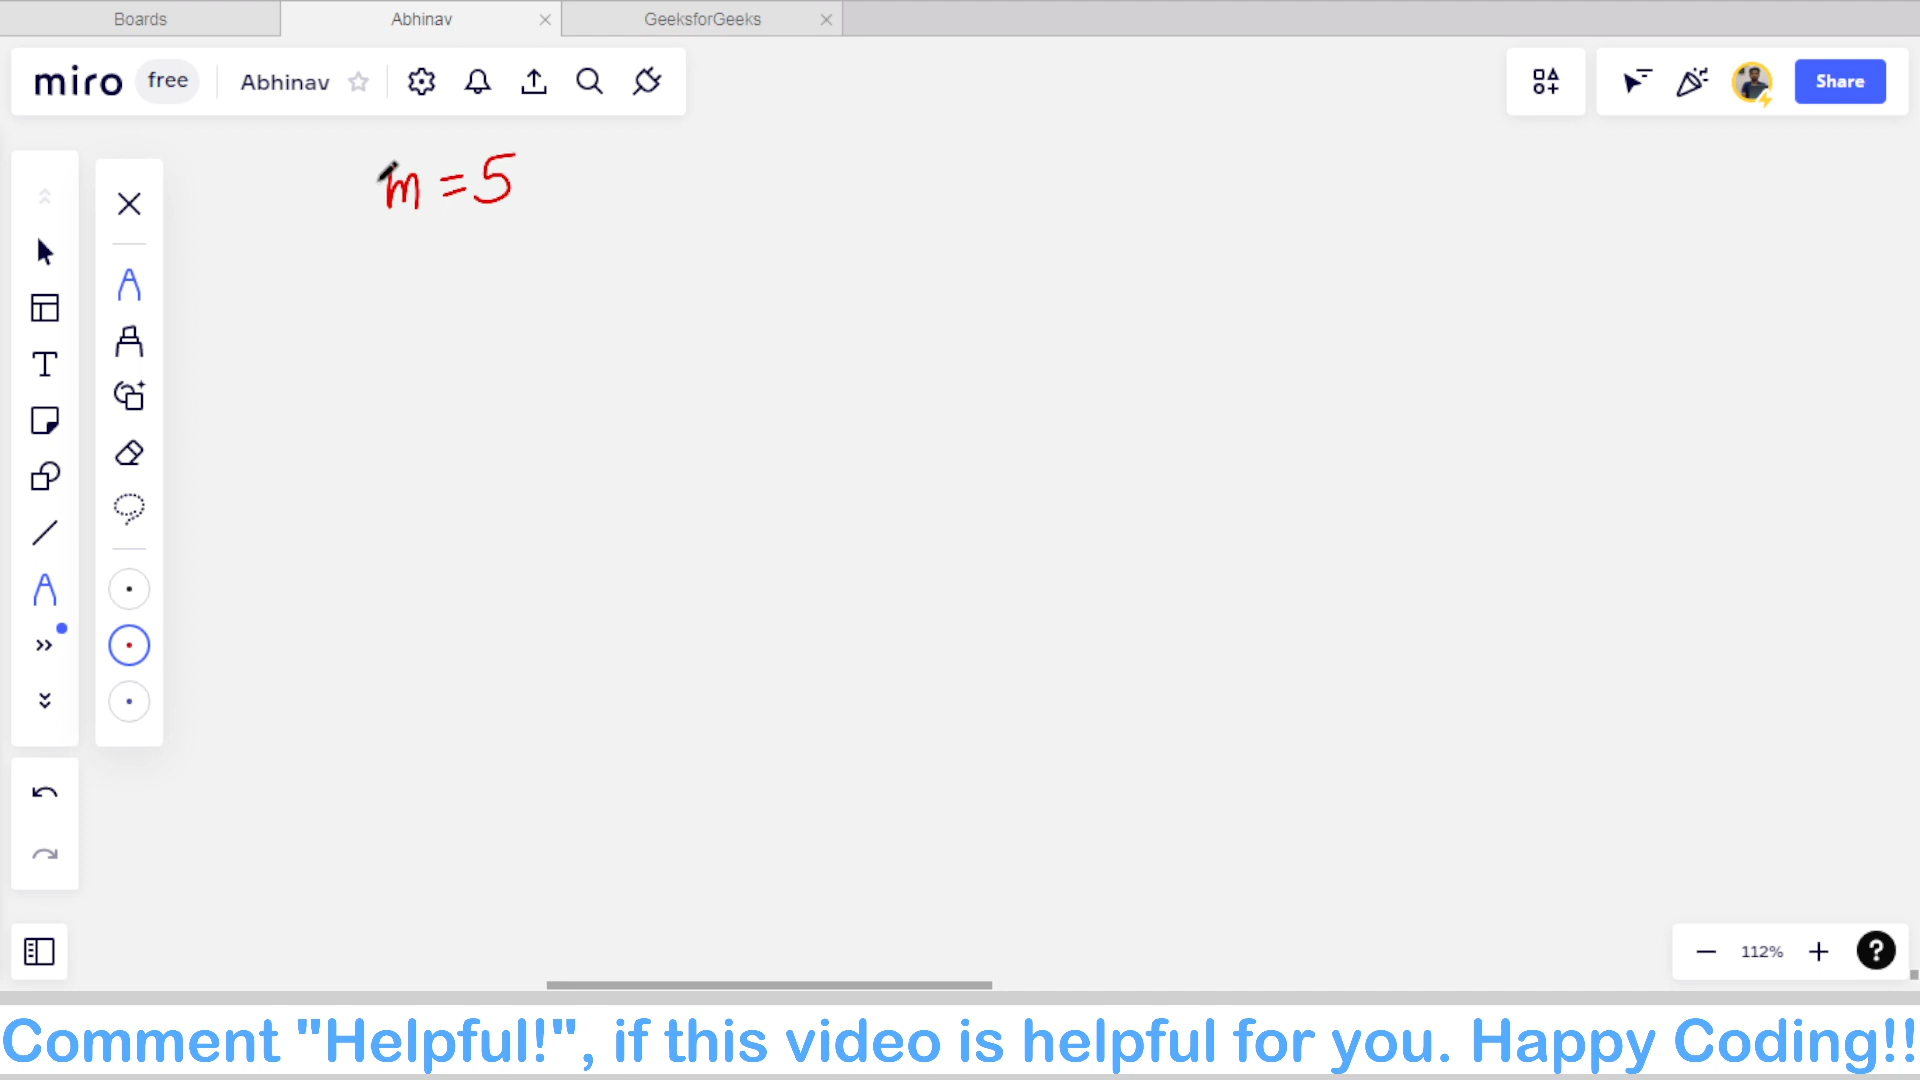 Boards
Abhinav
GeeksforGeeks
miro free Abhinav
Share
m = 5
112%
Comment "Helpful!", if this video is helpful for you. Happy Coding!!